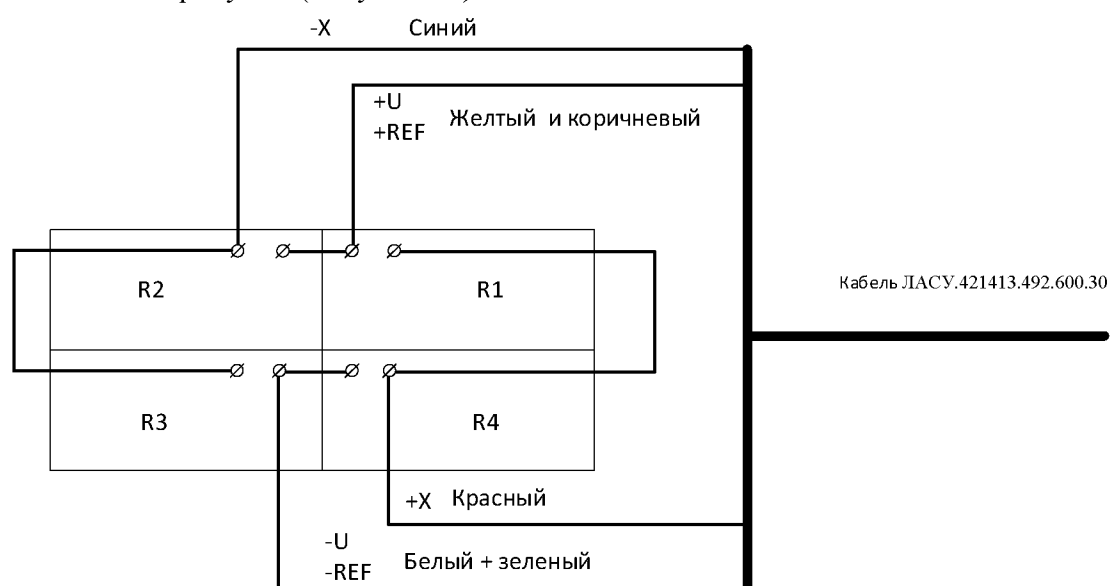 -X Синий
+U
+REF
Желтый и коричневый
R2 R1
Кабель ЛАСУ.421413.492.600.30
R3 R4
+X Красный
-U
-REF
Белый + зеленый